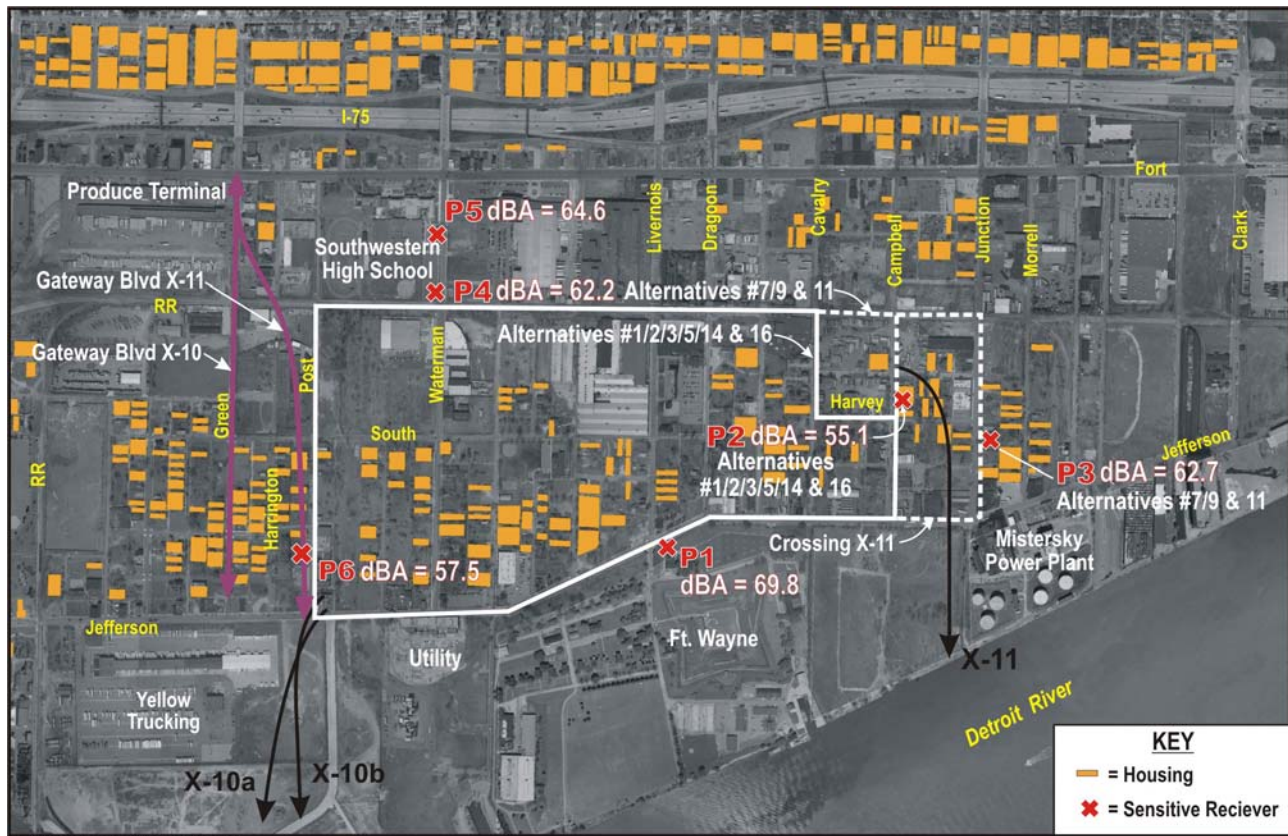 I-75
Fort
Produce Terminal
P5 dBA = 64.6
Southwestern
High School
Livernois
Dragoon
Cavalry
Campbell
Junction
Morrell
Clark
Gateway Blvd X-11
RR
P4 dBA = 62.2
Alternatives #7/9 & 11
Alternatives #1/2/3/5/14 & 16
Gateway Blvd X-10
Green
Post
Waterman
Harvey
South
P2 dBA = 55.1
Alternatives
#1/2/3/5/14 & 16
Jefferson
P3 dBA = 62.7
Alternatives #7/9 & 11
RR
Harrington
Crossing X-11
Mistersky
Power Plant
P1
dBA = 69.8
P6 dBA = 57.5
Jefferson
Utility
Ft. Wayne
X-11
Yellow
Trucking
Detroit River
X-10a
X-10b
KEY
= Housing
= Sensitive Reciever